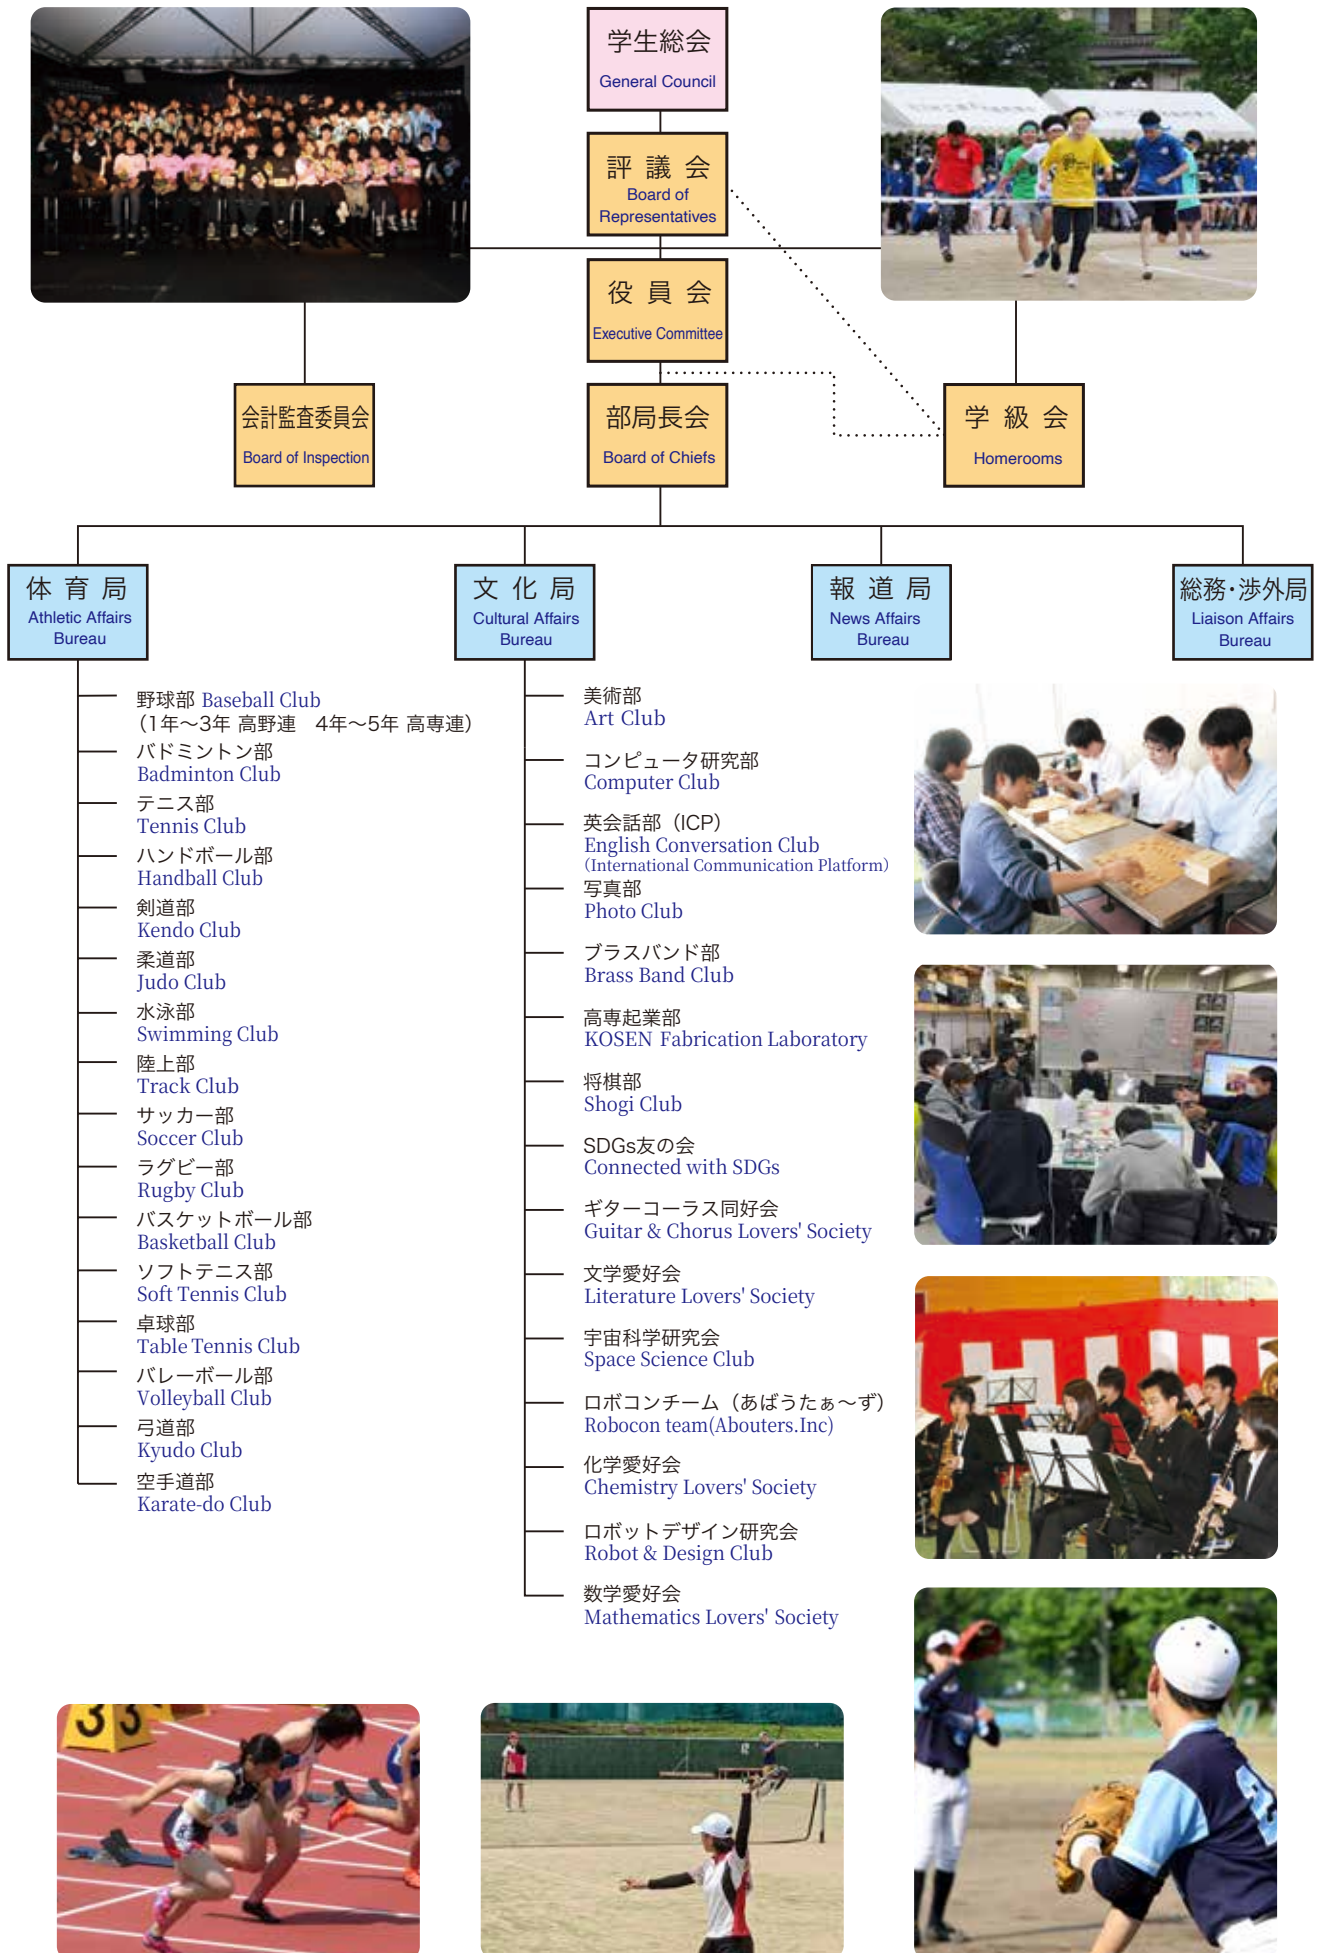 学生総会
General Council
評議会
Board of
Representatives
役員会
Executive Committee
会計監査委員会
Board of Inspection
部局長会
Board of Chiefs
学級会
Homerooms
体育局
Athletic Affairs
Bureau
文化局
Cultural Affairs
Bureau
報道局
News Affairs
Bureau
総務・渉外局
Liaison Affairs
Bureau
野球部 Baseball Club
（1年～3年 高野連　4年～5年 高専連）
バドミントン部
Badminton Club
テニス部
Tennis Club
ハンドボール部
Handball Club
剣道部
Kendo Club
柔道部
Judo Club
水泳部
Swimming Club
陸上部
Track Club
サッカー部
Soccer Club
ラグビー部
Rugby Club
バスケットボール部
Basketball Club
ソフトテニス部
Soft Tennis Club
卓球部
Table Tennis Club
バレーボール部
Volleyball Club
弓道部
Kyudo Club
空手道部
Karate-do Club
美術部
Art Club
コンピュータ研究部
Computer Club
英会話部（ICP）
English Conversation Club
（International Communication Platform）
写真部
Photo Club
ブラスバンド部
Brass Band Club
高専起業部
KOSEN Fabrication Laboratory
将棋部
Shogi Club
SDGs友の会
Connected with SDGs
ギターコーラス同好会
Guitar & Chorus Lovers' Society
文学愛好会
Literature Lovers' Society
宇宙科学研究会
Space Science Club
ロボコンチーム（あばうたぁ～ず）
Robocon team(Abouters.Inc)
化学愛好会
Chemistry Lovers' Society
ロボットデザイン研究会
Robot & Design Club
数学愛好会
Mathematics Lovers' Society
3 3
2